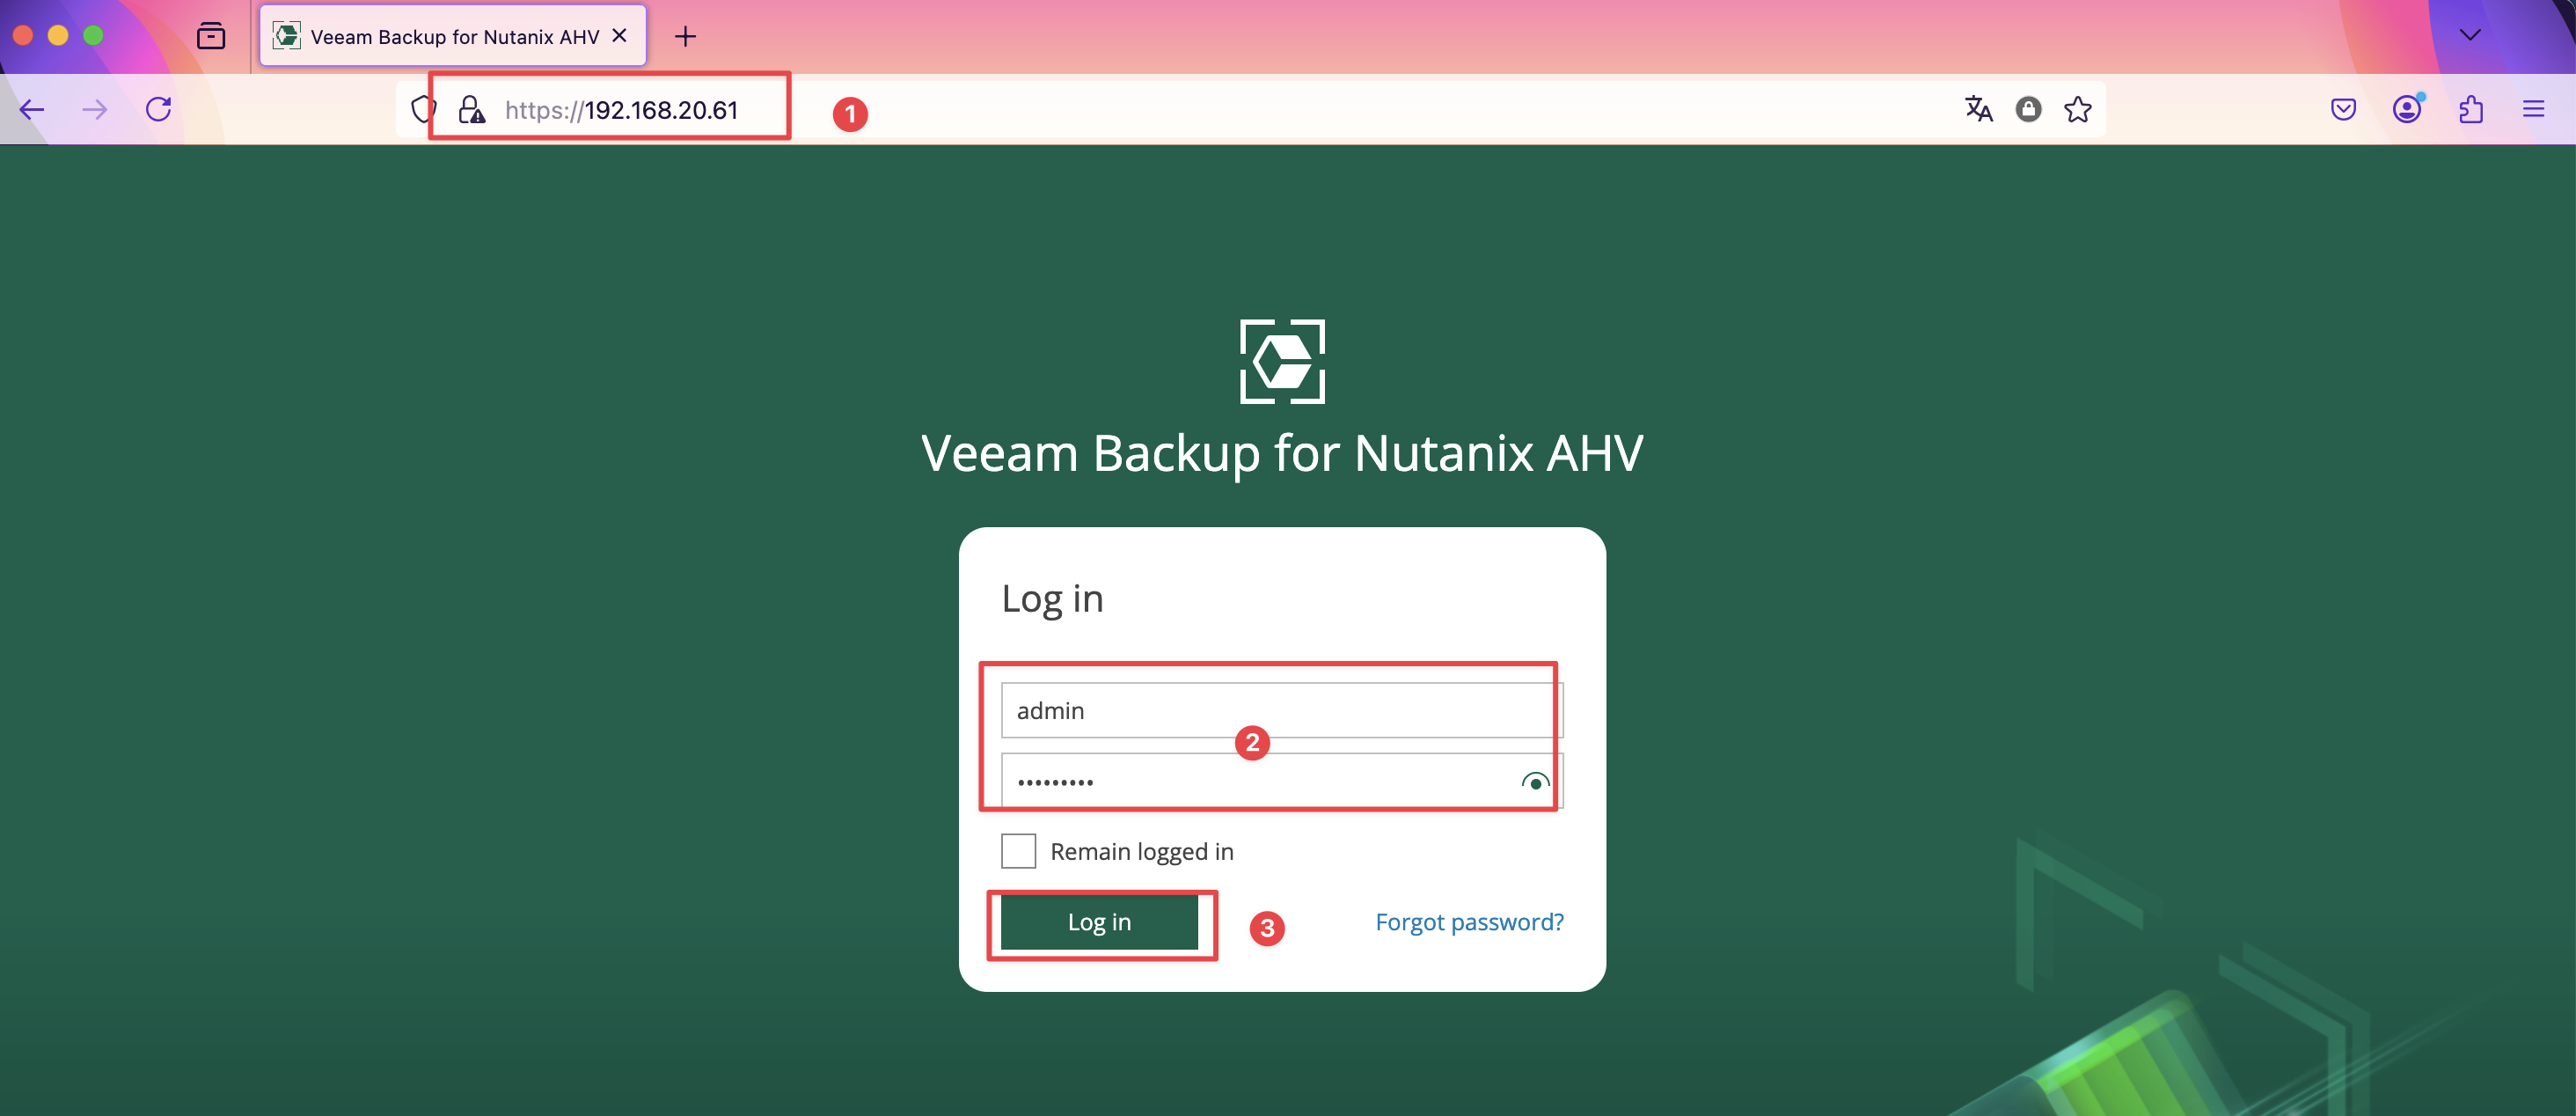 Veeam Backup for Nutanix AHV
https://192.168.20.61
1
Veeam Backup for Nutanix AHV
Log in
admin
2
•••••••••
Remain logged in
Log in
3
Forgot password?